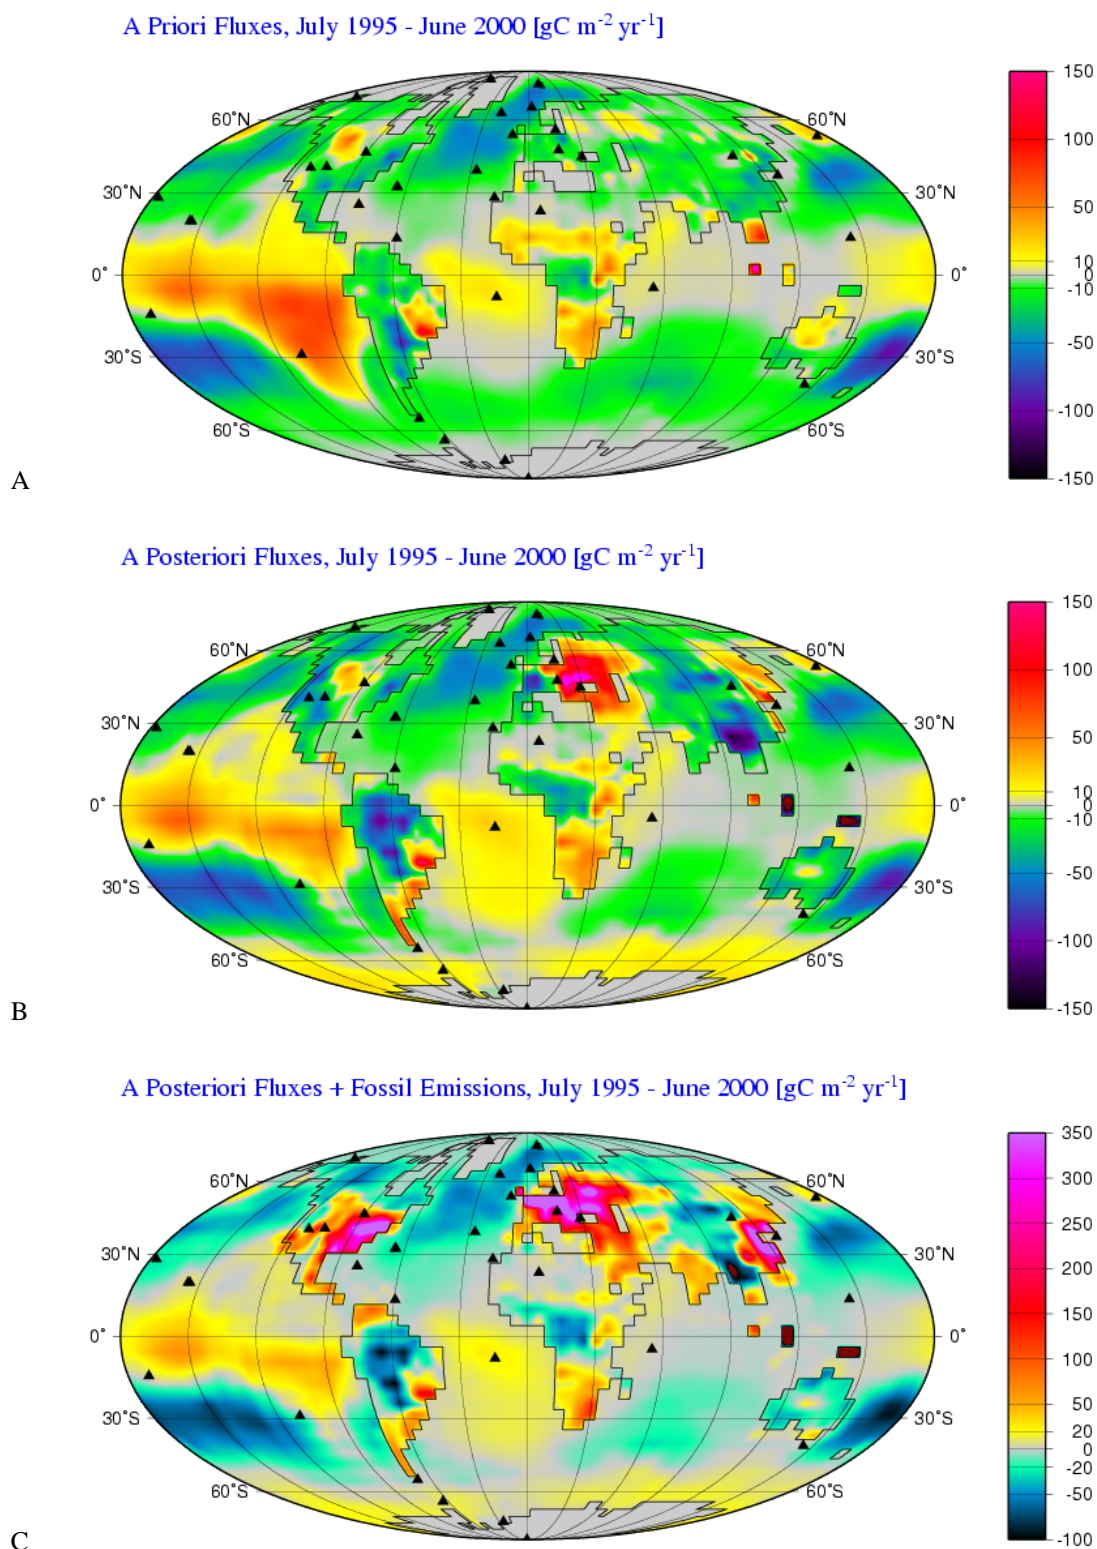 A Priori Fluxes, July 1995 - June 2000 [gC m-2 yr-1]
150
100
50
10
0
-10
-50
-100
-150
60˚N
60˚N
30˚N
30˚N
0˚
0˚
30˚S
30˚S
60˚S
60˚S
A
A Posteriori Fluxes, July 1995 - June 2000 [gC m-2 yr-1]
150
100
50
10
0
-10
-50
-100
-150
60˚N
60˚N
30˚N
30˚N
0˚
0˚
30˚S
30˚S
60˚S
60˚S
B
A Posteriori Fluxes + Fossil Emissions, July 1995 - June 2000 [gC m-2 yr-1]
350
300
250
200
150
100
50
20
0
-20
-50
-100
60˚N
60˚N
30˚N
30˚N
0˚
0˚
30˚S
30˚S
60˚S
60˚S
C